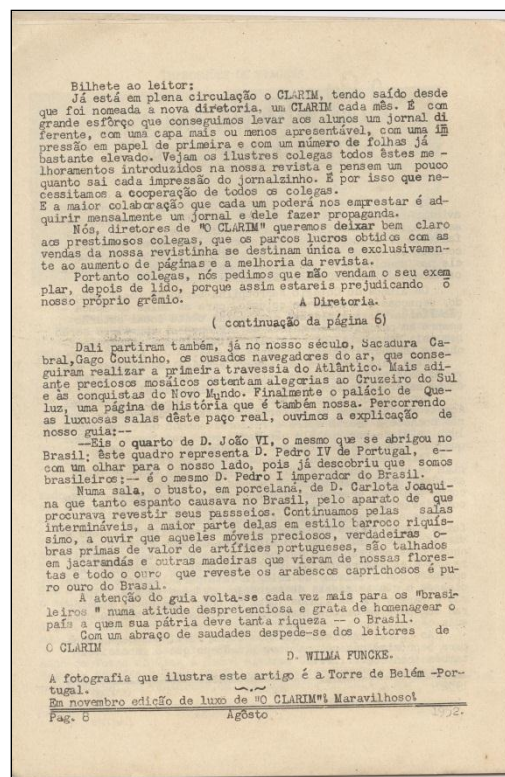 Bilhete ao leitor:
Já está em plena circulação o CLARIM, tendo saído desde
que foi nomeada a nova diretoria, um CLARIM cada mês. É com
grande esfôrço que conseguimos levar aos alunos um jornal di
ferente, com uma capa mais ou menos apresentável, com uma im
pressão em papel de primeira e com um número de folhas já
bastante elevado. Vejam os ilustres colegas todos êstes me -
lhoramentos introduzidos na nossa revista e pensem um pouco
quanto sai cada impressão do jornalzinho. É por isso que ne-
cessitamos a cooperação de todos os colegas.
E a maior colaboração que cada um poderá nos emprestar é ad-
quirir mensalmente um jornal e dele fazer propaganda.
Nós, diretores de "O CLARIM" queremos deixar bem claro
aos prestimosos colegas, que os parcos lucros obtidos com as
vendas da nossa revistinha se destinam única e exclusivamen-
te ao aumento de páginas e a melhoria da revista.
Portanto colegas, nós pedimos que não vendam o seu exem
plar, depois de lido, porque assim estareis prejudicando o
nosso próprio grêmio. A Diretoria.
( continuação da página 6)
Dali partiram também, já no nosso século, Sacadura Ca-
bral,Gago Coutinho, os ousados navegadores do ar, que conse-
guiram realizar a primeira travessia do Atlântico. Mais adi-
ante preciosos mosáicos ostentam alegorias ao Cruzeiro do Sul
e às conquistas do Novo Mundo. Finalmente o palácio de Que-
luz, uma página de história que é também nossa. Percorrendo
as luxuosas salas dêste paço real, ouvimos a explicação de
nosso guia:--
--Eis o quarto de D. João VI, o mesmo que se abrigou no
Brasil; êste quadro representa D. Pedro IV de Portugal, e--
com um olhar para o nosso lado, pois já descobriu que somos
brasileiros;-- é o mesmo D. Pedro I imperador do Brasil.
Numa sala, o busto, em porcelana, de D. Carlota Joaqui-
na que tanto espanto causava no Brasil, pelo aparato de que
procurava revestir seus passseios. Continuamos pelas salas
intermináveis, a maior parte delas em estilo barroco riquís-
simo, a ouvir que aqueles móveis preciosos, verdadeiras o-
bras primas de valor de artífices portugueses, são talhados
em jacarandás e outras madeiras que vieram de nossas flores-
tas e todo o ouro que reveste os arabescos caprichosos é pu-
ro ouro do Brasil.
A atenção do guia volta-se cada vez mais para os "brasi-
leiros " numa atitude despretenciosa e grata de homenagear o
país a quem sua pátria deve tanta riqueza -- o Brasil.
Com um abraço de saudades despede-se dos leitores de
O CLARIM
D. WILMA FUNCKE.
A fotografia que ilustra este artigo é a Torre de Belém -Por-
tugal.
Em novembro edição de luxo de "O CLARIM"% Maravilhoso%
Pag. 8 Agôsto 1952.